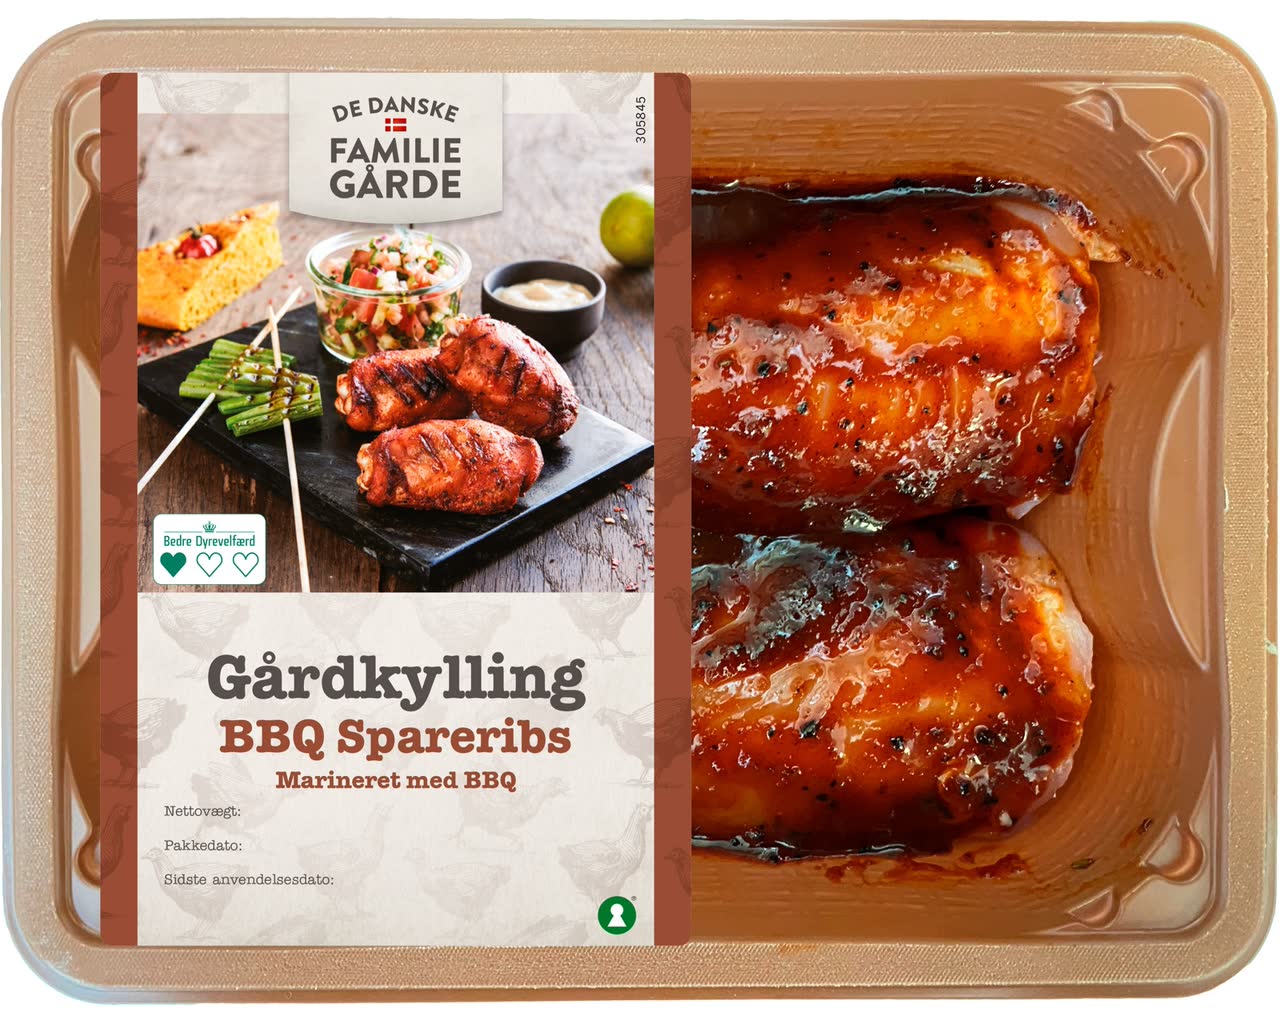 DE DANSKE
FAMILIE
GÅRDE
305845
Bedre Dyrevelfærd
Gårdkylling
BBQ Spareribs
Marineret med BBQ
Nettovægt:
Pakkedato:
Sidste anvendelsesdato:
®